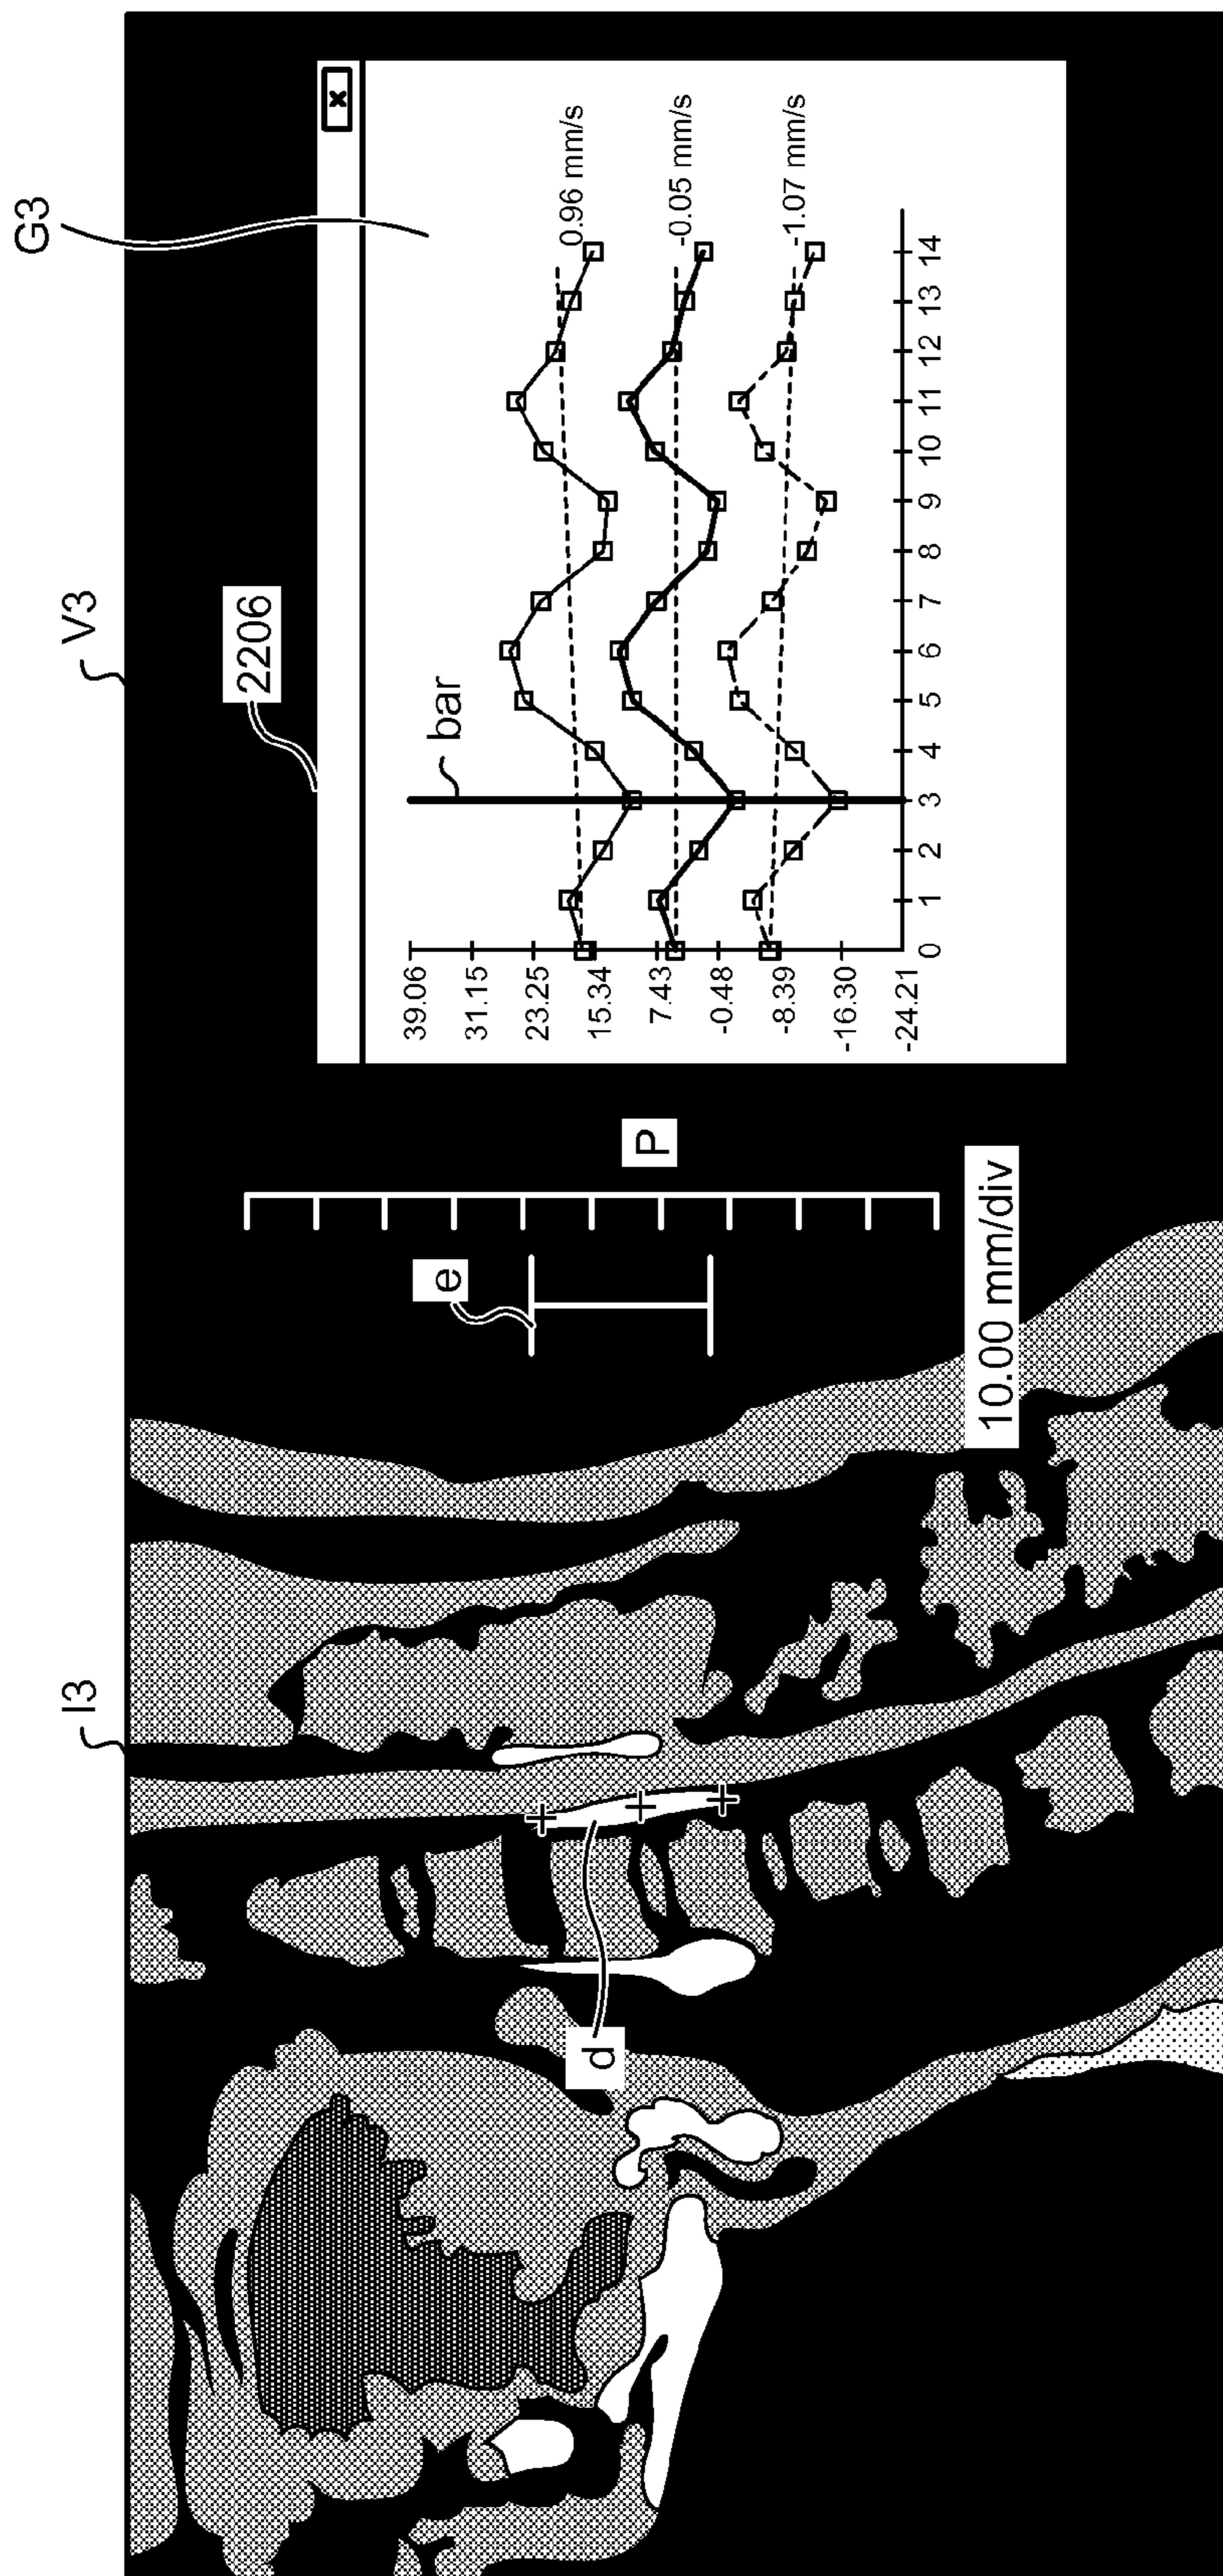 V3
I3
G3
2206
x
bar
39.06
31.15
23.25
15.34
7.43
-0.48
-8.39
-16.30
-24.21
0.96 mm/s
-0.05 mm/s
-1.07 mm/s
0 1 2 3 4 5 6 7 8 9 10 11 12 13 14
e
P
d
10.00 mm/div